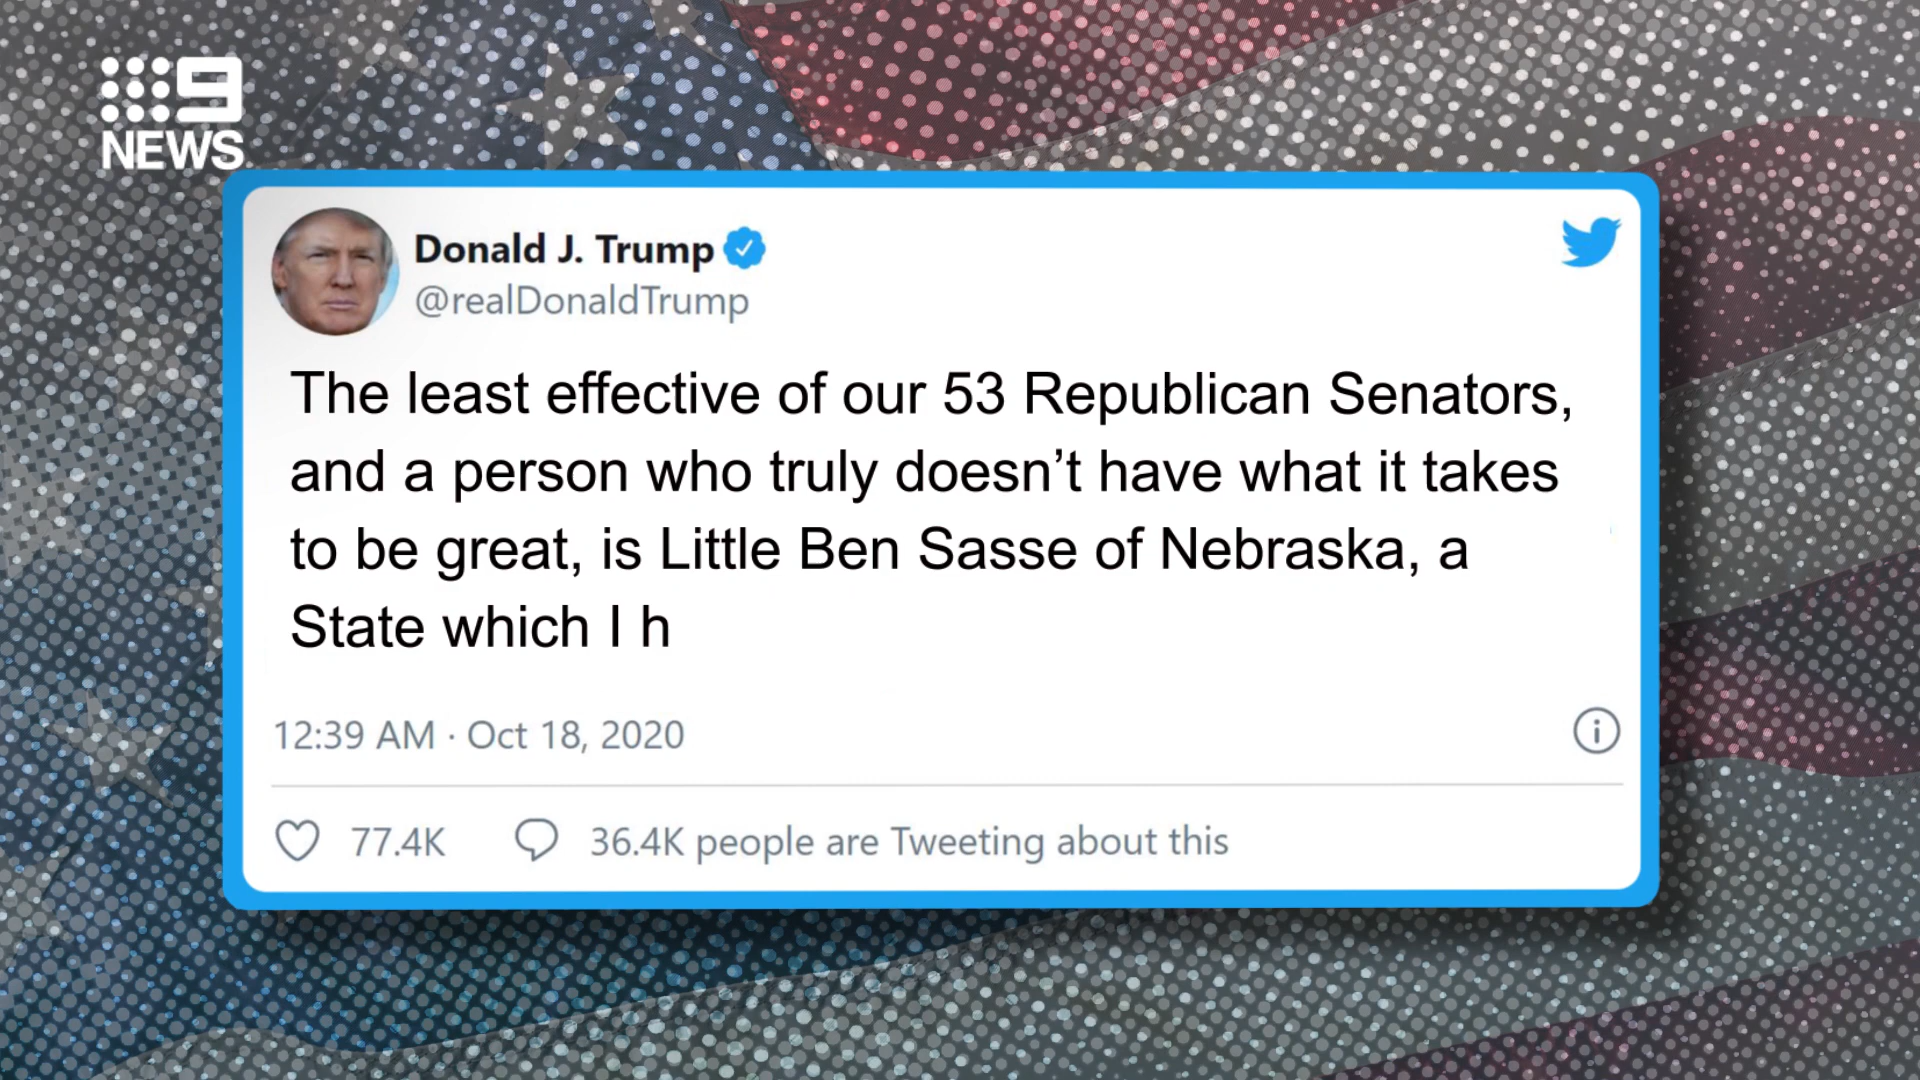 9
NEWS
Donald J. Trump
@realDonaldTrump
The least effective of our 53 Republican Senators,
and a person who truly doesn’t have what it takes
to be great, is Little Ben Sasse of Nebraska, a
State which I h
12:39 AM · Oct 18, 2020
77.4K 36.4K people are Tweeting about this